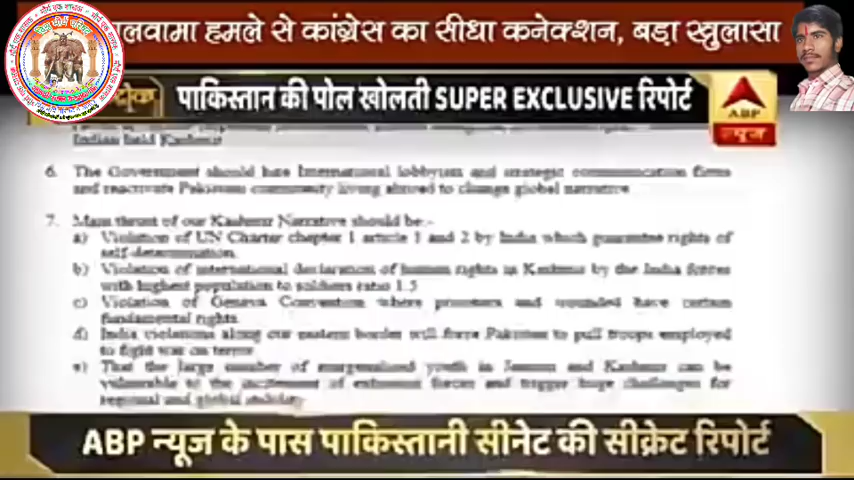 लवामा हमले से कांग्रेस का सीधा कनेक्शन, बड़ा खुलासा
पाकिस्तान की पोल खोलती SUPER EXCLUSIVE रिपोर्ट
ABP
न्यूज़
Indian held Kashmir
6. The Government should hire International lobbyists and strategic communication firms
and reactivate Pakistani community living abroad to change global narrative
7. Main thrust of our Kashmir Narrative should be:-
a) Violation of UN Charter chapter 1 article 1 and 2 by India which guarantee rights of
self-determination.
b) Violation of international declaration of human rights in Kashmir by the India forces
with highest population to soldiers ratio 1.5
c) Violation of Geneva Convention where prisoners and wounded have certain
fundamental rights.
d) India violations along our eastern border will force Pakistan to pull troops employed
to fight war on terror
e) That the large number of marginalized youth in Jammu and Kashmir can be
vulnerable to the incitement of extremist forces and trigger huge challenges for
regional and global stability
ABP न्यूज के पास पाकिस्तानी सीनेट की सीक्रेट रिपोर्ट